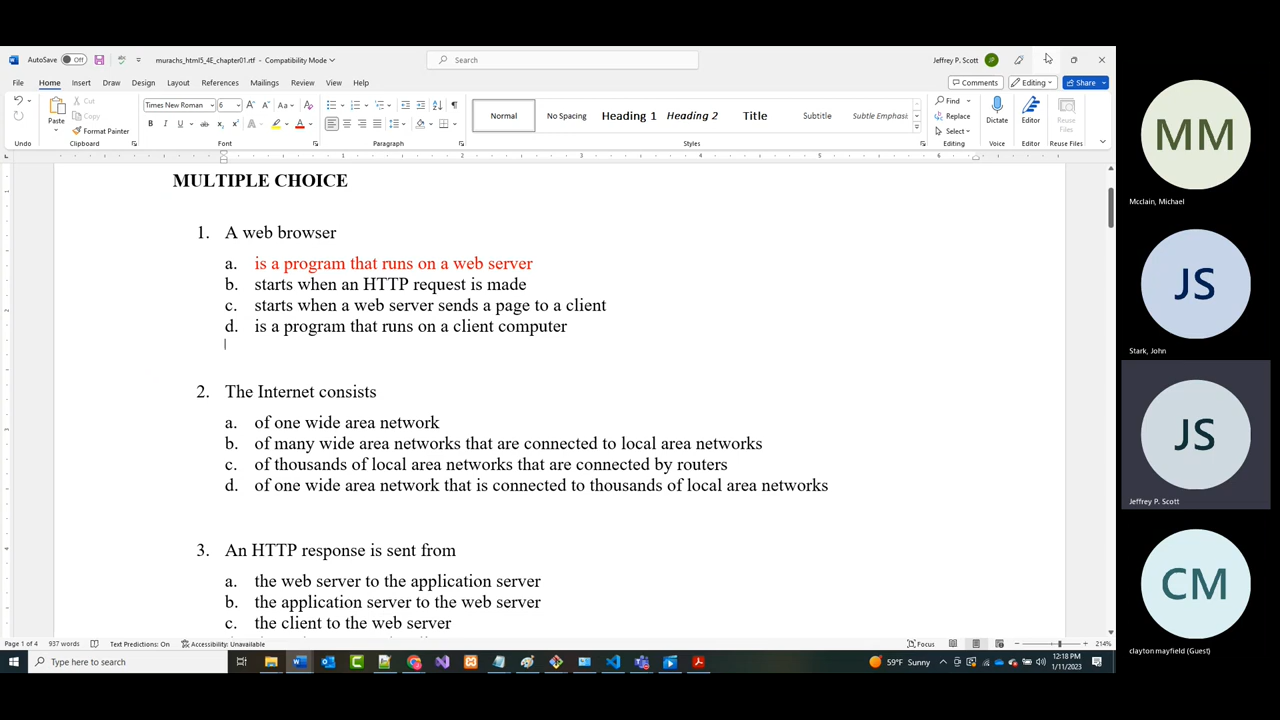 AutoSave Off murachs_html5_4E_chapter01.rtf - Compatibility Mode Search Jeffrey P. Scott
File Home Insert Draw Design Layout References Mailings Review View Help Comments Editing Share
Cut
Copy
Paste
Format Painter
Times New Roman 6
Normal No Spacing Heading 1 Heading 2 Title Subtitle Subtle Emphasi
Find
Replace
Select
Dictate Editor Reuse Files
Undo Clipboard Font Paragraph Styles Editing Voice Editor Reuse Files
MULTIPLE CHOICE
1. A web browser
a. is a program that runs on a web server
b. starts when an HTTP request is made
c. starts when a web server sends a page to a client
d. is a program that runs on a client computer
2. The Internet consists
a. of one wide area network
b. of many wide area networks that are connected to local area networks
c. of thousands of local area networks that are connected by routers
d. of one wide area network that is connected to thousands of local area networks
3. An HTTP response is sent from
a. the web server to the application server
b. the application server to the web server
c. the client to the web server
Page 1 of 4 937 words Text Predictions: On Accessibility: Unavailable Focus 214%
Type here to search 59°F Sunny 12:18 PM
1/11/2023
MM
Mcclain, Michael
JS
Stark, John
JS
Jeffrey P. Scott
CM
clayton mayfield (Guest)